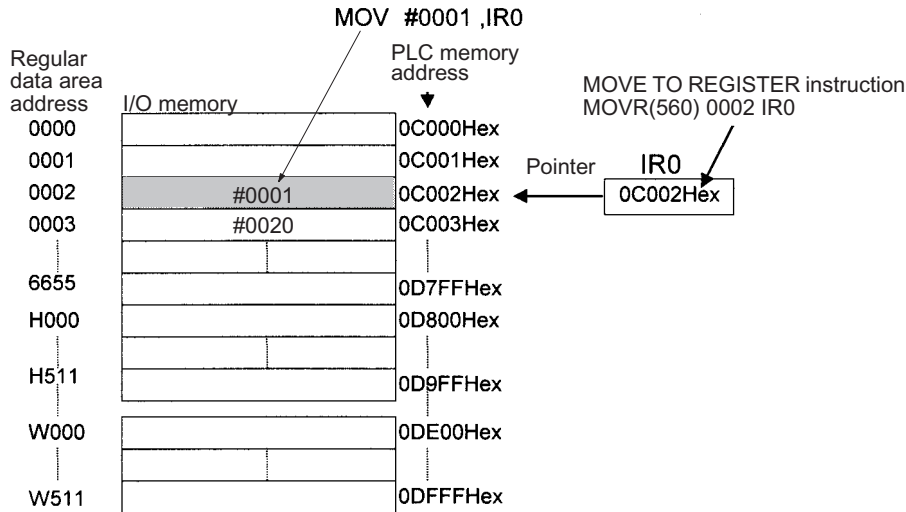 MOV #0001 ,IR0
Regular
data area
address
I/O memory
PLC memory
address
MOVE TO REGISTER instruction
MOVR(560) 0002 IR0
0000 0C000Hex
0001 0C001Hex
0002 #0001 0C002Hex
Pointer
IR0
0C002Hex
0003 #0020 0C003Hex
6655 0D7FFHex
H000 0D800Hex
H511 0D9FFHex
W000 0DE00Hex
W511 0DFFFHex